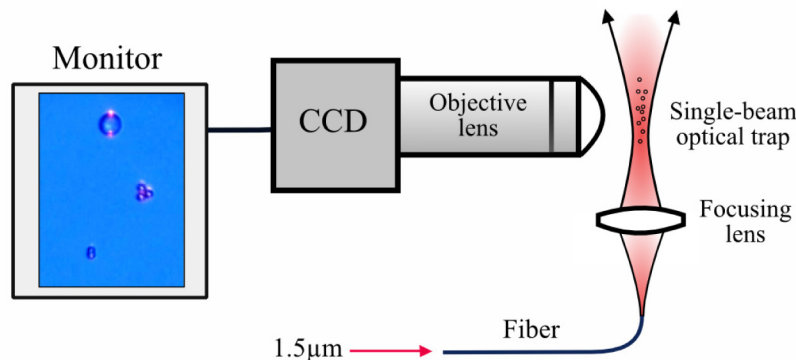 Monitor
CCD
Objective
lens
Single-beam
optical trap
Focusing
lens
Fiber
1.5µm